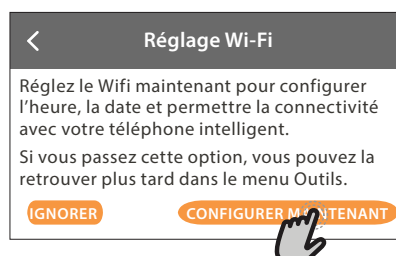 Réglage Wi-Fi
Réglez le Wifi maintenant pour configurer
l'heure, la date et permettre la connectivité
avec votre téléphone intelligent.
Si vous passez cette option, vous pouvez la
retrouver plus tard dans le menu Outils.
IGNORER
CONFIGURER MAINTENANT